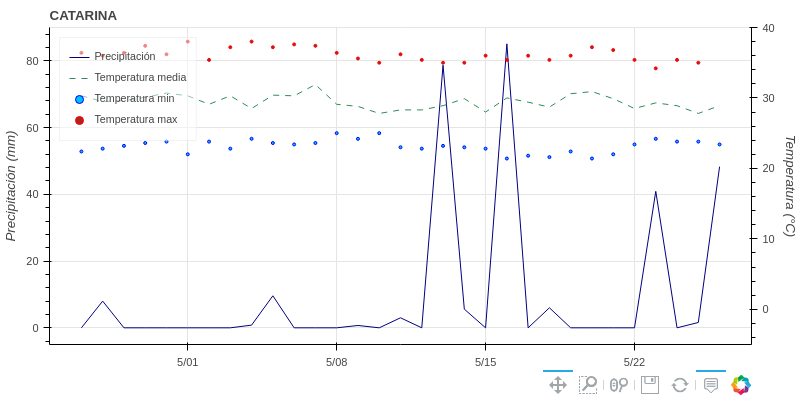 CATARINA
Precipitación
Temperatura media
Temperatura min
Temperatura max
Precipitación (mm)
80
60
40
20
0
40
30
20
10
0
Temperatura (°C)
5/01
5/08
5/15
5/22